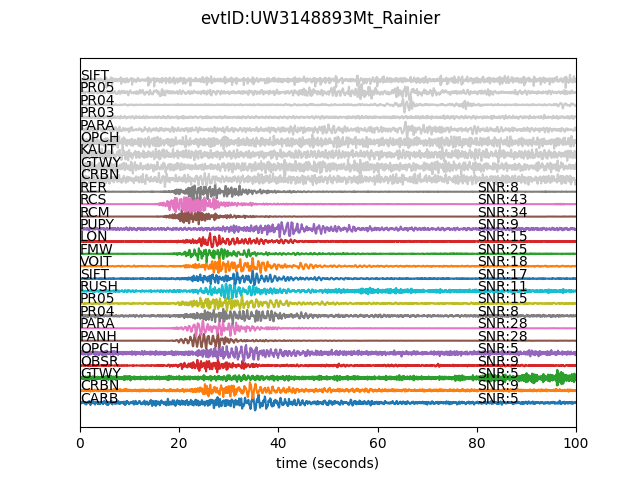 evtID:UW3148893Mt_Rainier
SIFT
PR05
PR04
PR03
PARA
OPCH
KAUT
GTWY
CRBN
RER SNR:8
RCS SNR:43
RCM SNR:34
PUPY SNR:9
LON SNR:15
FMW SNR:25
VOIT SNR:18
SIFT SNR:17
RUSH SNR:11
PR05 SNR:15
PR04 SNR:8
PARA SNR:28
PANH SNR:28
OPCH SNR:5
OBSR SNR:9
GTWY SNR:5
CRBN SNR:9
CARB SNR:5
0 20 40 60 80 100
time (seconds)